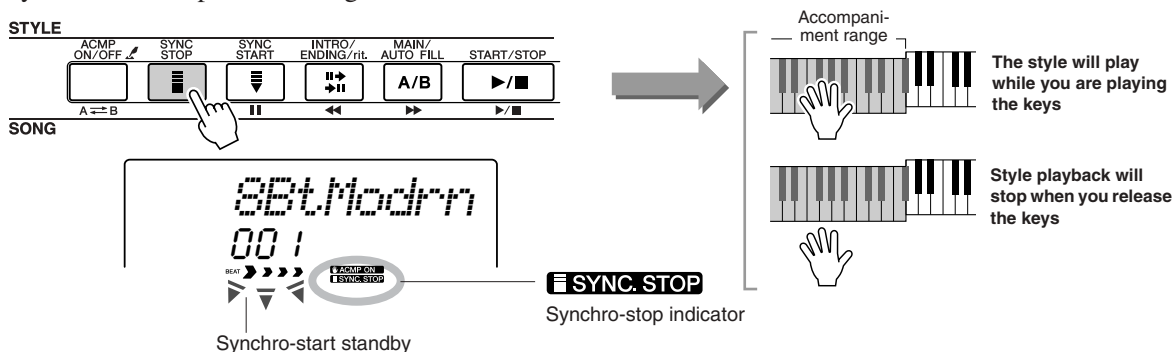 STYLE
ACMP ON/OFF
SYNC STOP
SYNC START
INTRO/ ENDING/rit.
MAIN/ AUTO FILL
START/STOP
A/B
A B
SONG
8Bt.Modrn
001
BEAT
ACMP ON
SYNC. STOP
SYNC. STOP
Synchro-stop indicator
Synchro-start standby
Accompani-
ment range
The style will play
while you are playing
the keys
Style playback will
stop when you release
the keys